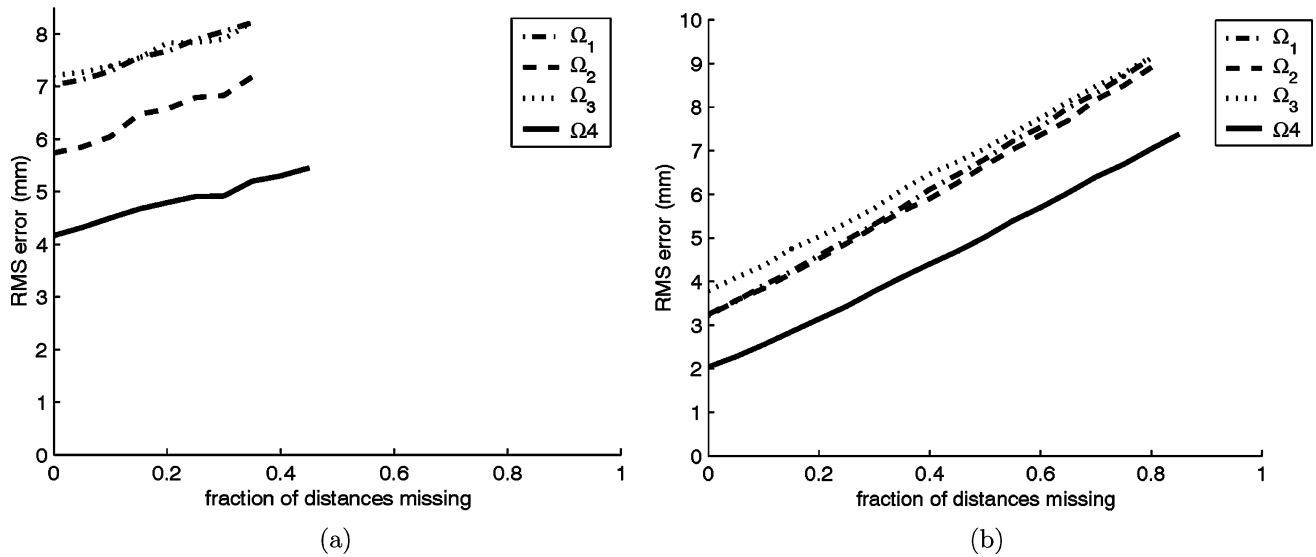 8
7
6
5
4
3
2
1
0
RMS error (mm)
0
0.2
0.4
0.6
0.8
1
fraction of distances missing
Ω1
Ω2
Ω3
Ω4
(a)
10
9
8
7
6
5
4
3
2
1
0
RMS error (mm)
0
0.2
0.4
0.6
0.8
1
fraction of distances missing
Ω1
Ω2
Ω3
Ω4
(b)